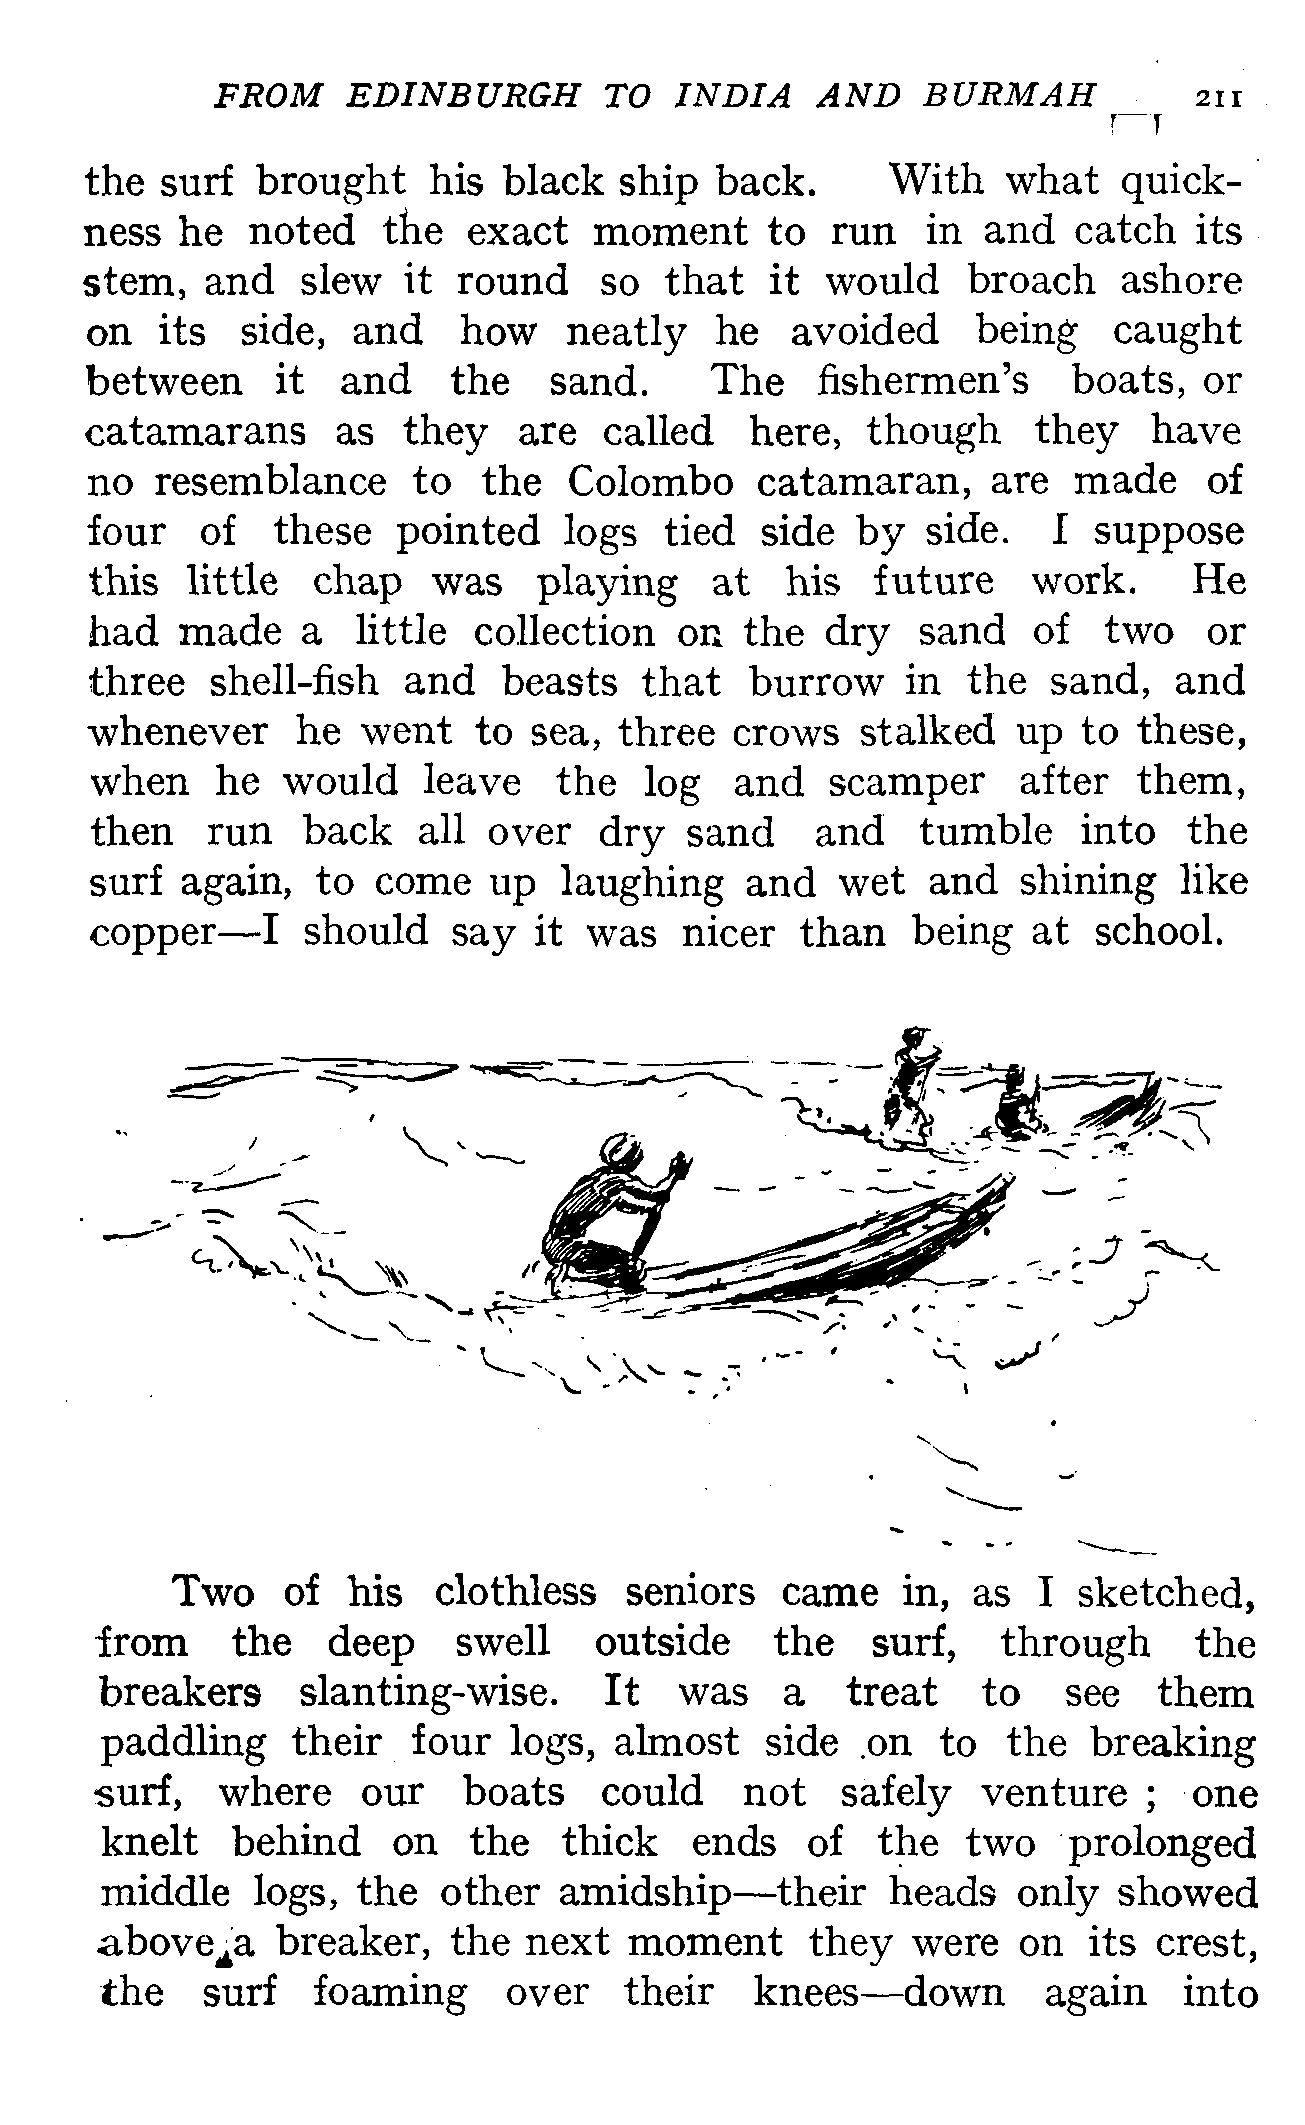 FROM EDINBURGH TO INDIA AND BURMAH 211
the surf brought his black ship back. With what quick-
ness he noted the exact moment to run in and catch its
stem, and slew it round so that it would broach ashore
on its side, and how neatly he avoided being caught
between it and the sand. The fishermen's boats, or
catamarans as they are called here, though they have
no resemblance to the Colombo catamaran, are made of
four of these pointed logs tied side by side. I suppose
this little chap was playing at his future work. He
had made a little collection on the dry sand of two or
three shell-fish and beasts that burrow in the sand, and
whenever he went to sea, three crows stalked up to these,
when he would leave the log and scamper after them,
then run back all over dry sand and tumble into the
surf again, to come up laughing and wet and shining like
copper—I should say it was nicer than being at school.
Two of his clothless seniors came in, as I sketched,
from the deep swell outside the surf, through the
breakers slanting-wise. It was a treat to see them
paddling their four logs, almost side on to the breaking
surf, where our boats could not safely venture ; one
knelt behind on the thick ends of the two prolonged
middle logs, the other amidship—their heads only showed
above a breaker, the next moment they were on its crest,
the surf foaming over their knees—down again into